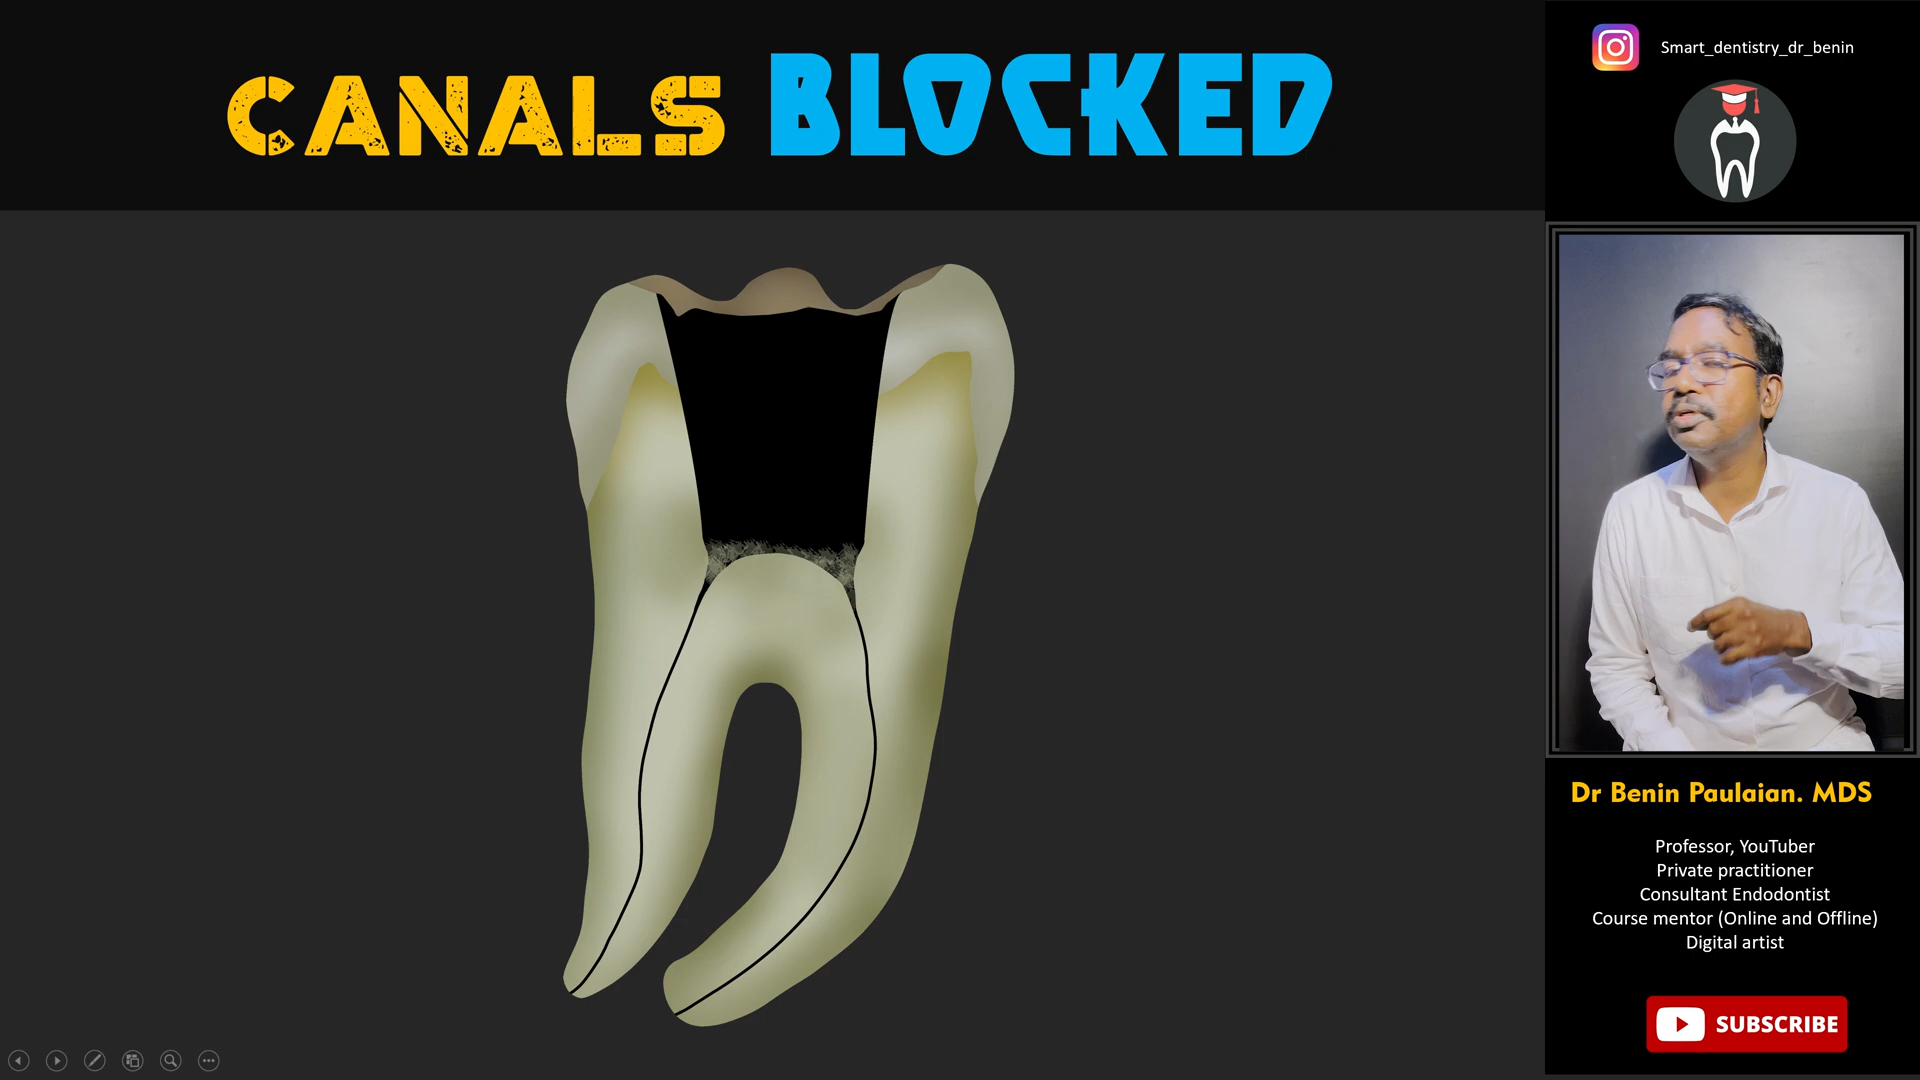 CANALS BLOCKED
Smart_dentistry_dr_benin
Dr Benin Paulaian. MDS
Professor, YouTuber
Private practitioner
Consultant Endodontist
Course mentor (Online and Offline)
Digital artist
SUBSCRIBE